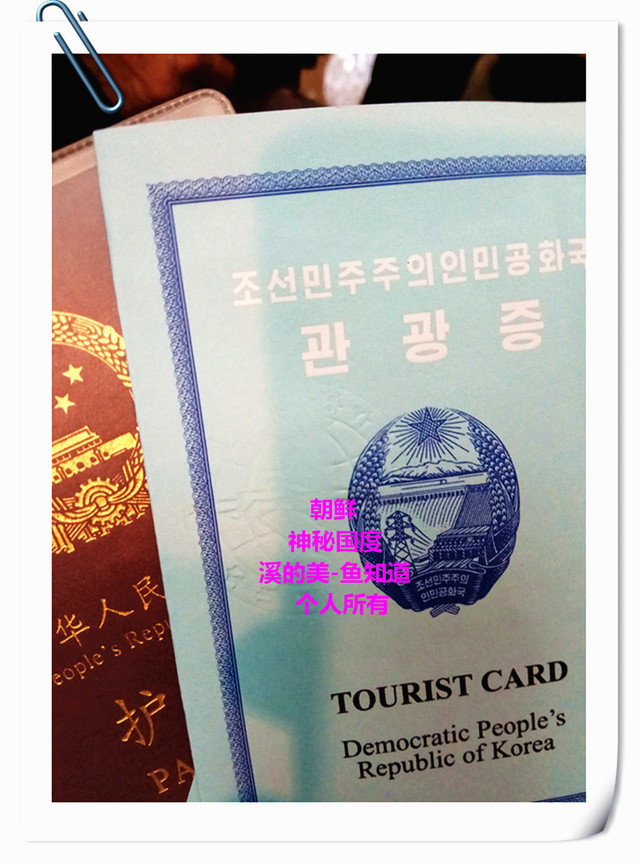 조선민주주의인민공화국
관 광 증
조선민주주의
인민공화국
朝鲜
神秘国度
溪的美-鱼知道
个人所有
TOURIST CARD
Democratic People's
Republic of Korea
华人民
eople's Repu
护
PA